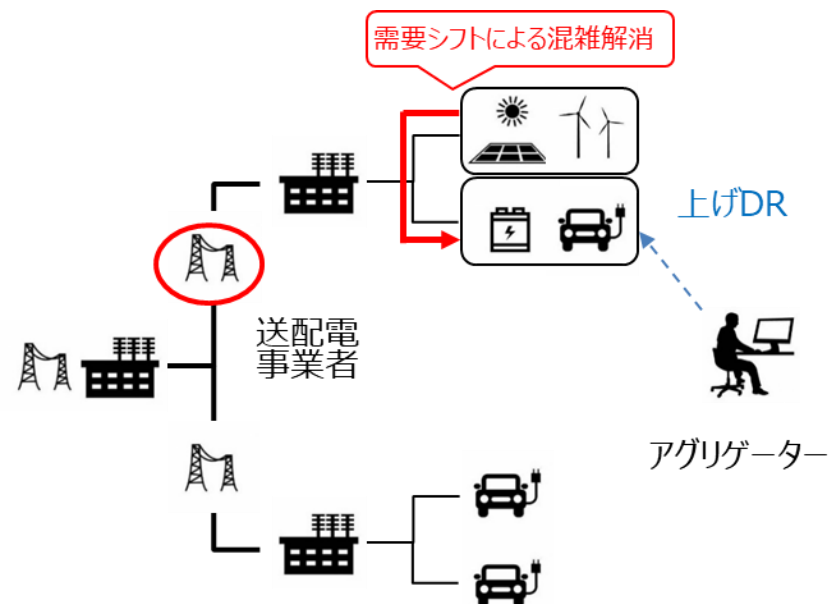 需要シフトによる混雑解消
上げDR
送配電
事業者
アグリゲーター